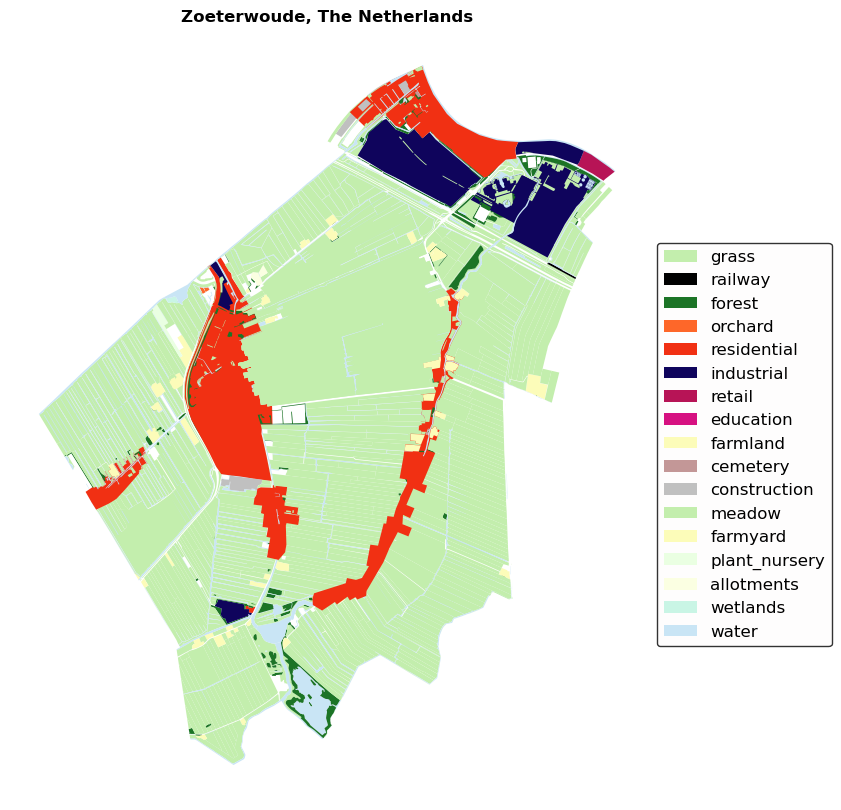 Zoeterwoude, The Netherlands
grass
railway
forest
orchard
residential
industrial
retail
education
farmland
cemetery
construction
meadow
farmyard
plant_nursery
allotments
wetlands
water